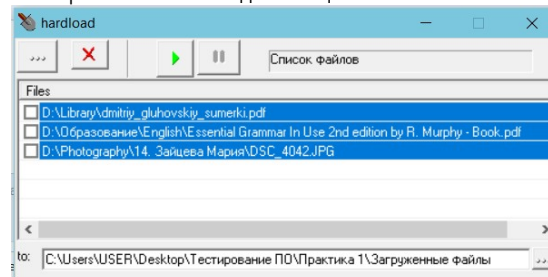 hardload
...
Список файлов
Files
D:\Library\dmitriy_gluhovskiy_sumerki.pdf
D:\Образование\English\Essential Grammar In Use 2nd edition by R. Murphy - Book.pdf
D:\Photography\14. Зайцева Мария\DSC_4042.JPG
to: C:\Users\USER\Desktop\Тестирование ПО\Практика 1\Загруженные файлы ...